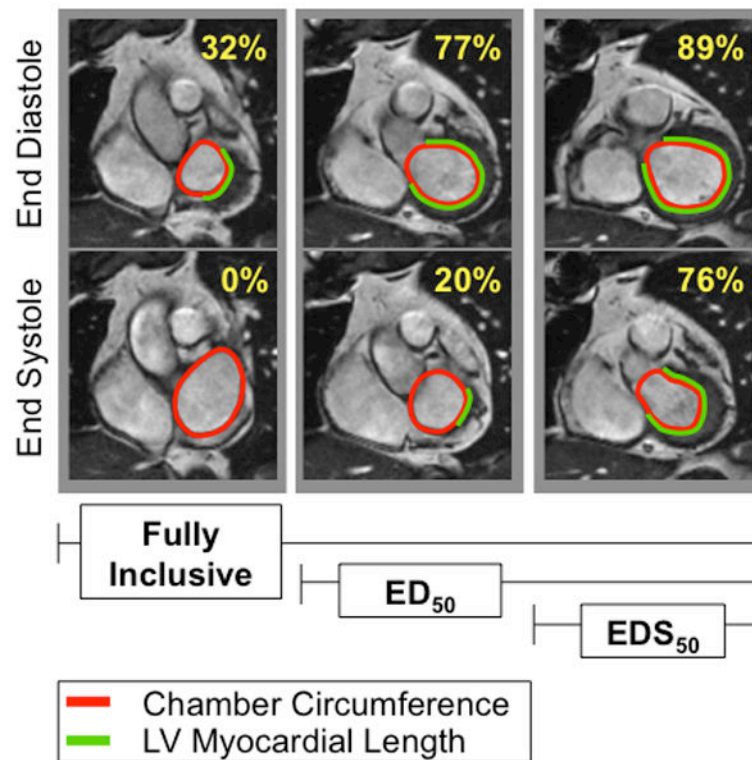 End Diastole
32%
77%
89%
End Systole
0%
20%
76%
Fully
Inclusive
ED₅₀
EDS₅₀
Chamber Circumference
LV Myocardial Length